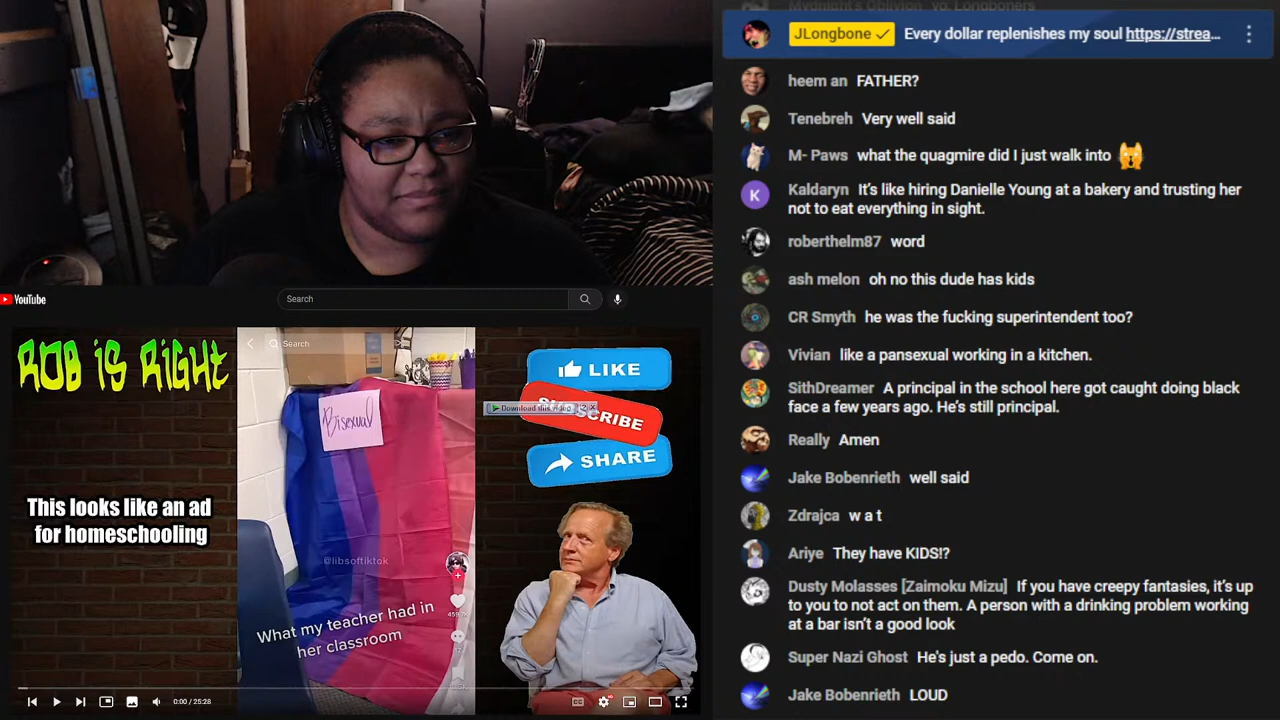 Mydnight's Oblivion vs. Longboners
JLongbone ✓ Every dollar replenishes my soul https://strea...
heem an FATHER?
Tenebreh Very well said
M- Paws what the quagmire did I just walk into
K
Kaldaryn It's like hiring Danielle Young at a bakery and trusting her
not to eat everything in sight.
roberthelm87 word
ash melon oh no this dude has kids
CR Smyth he was the fucking superintendent too?
Vivian like a pansexual working in a kitchen.
SithDreamer A principal in the school here got caught doing black
face a few years ago. He's still principal.
Really Amen
Jake Bobenrieth well said
Zdrajca w a t
Ariye They have KIDS!?
Dusty Molasses [Zaimoku Mizu] If you have creepy fantasies, it's up
to you to not act on them. A person with a drinking problem working
at a bar isn't a good look
Super Nazi Ghost He's just a pedo. Come on.
Jake Bobenrieth LOUD
YouTube
Search
ROB iS RiGHT
This looks like an ad
for homeschooling
Search
Bisexual
@libsoftiktok
What my teacher had in
her classroom
LIKE
Download this video
SUBSCRIBE
SHARE
0:00 / 25:28